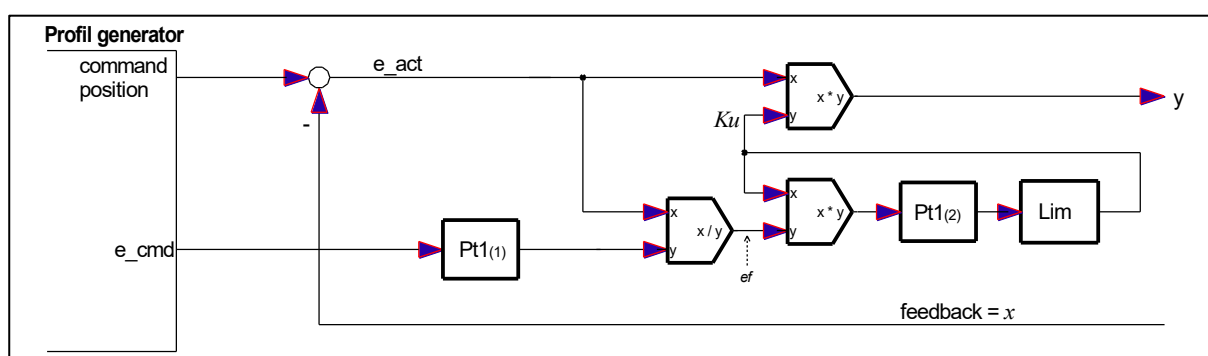 Profil generator
command
position
e_act
x
x * y
y
y
-
Ku
x
x * y
y
Pt1(2)
Lim
x
x / y
y
e_cmd
Pt1(1)
ef
feedback = x